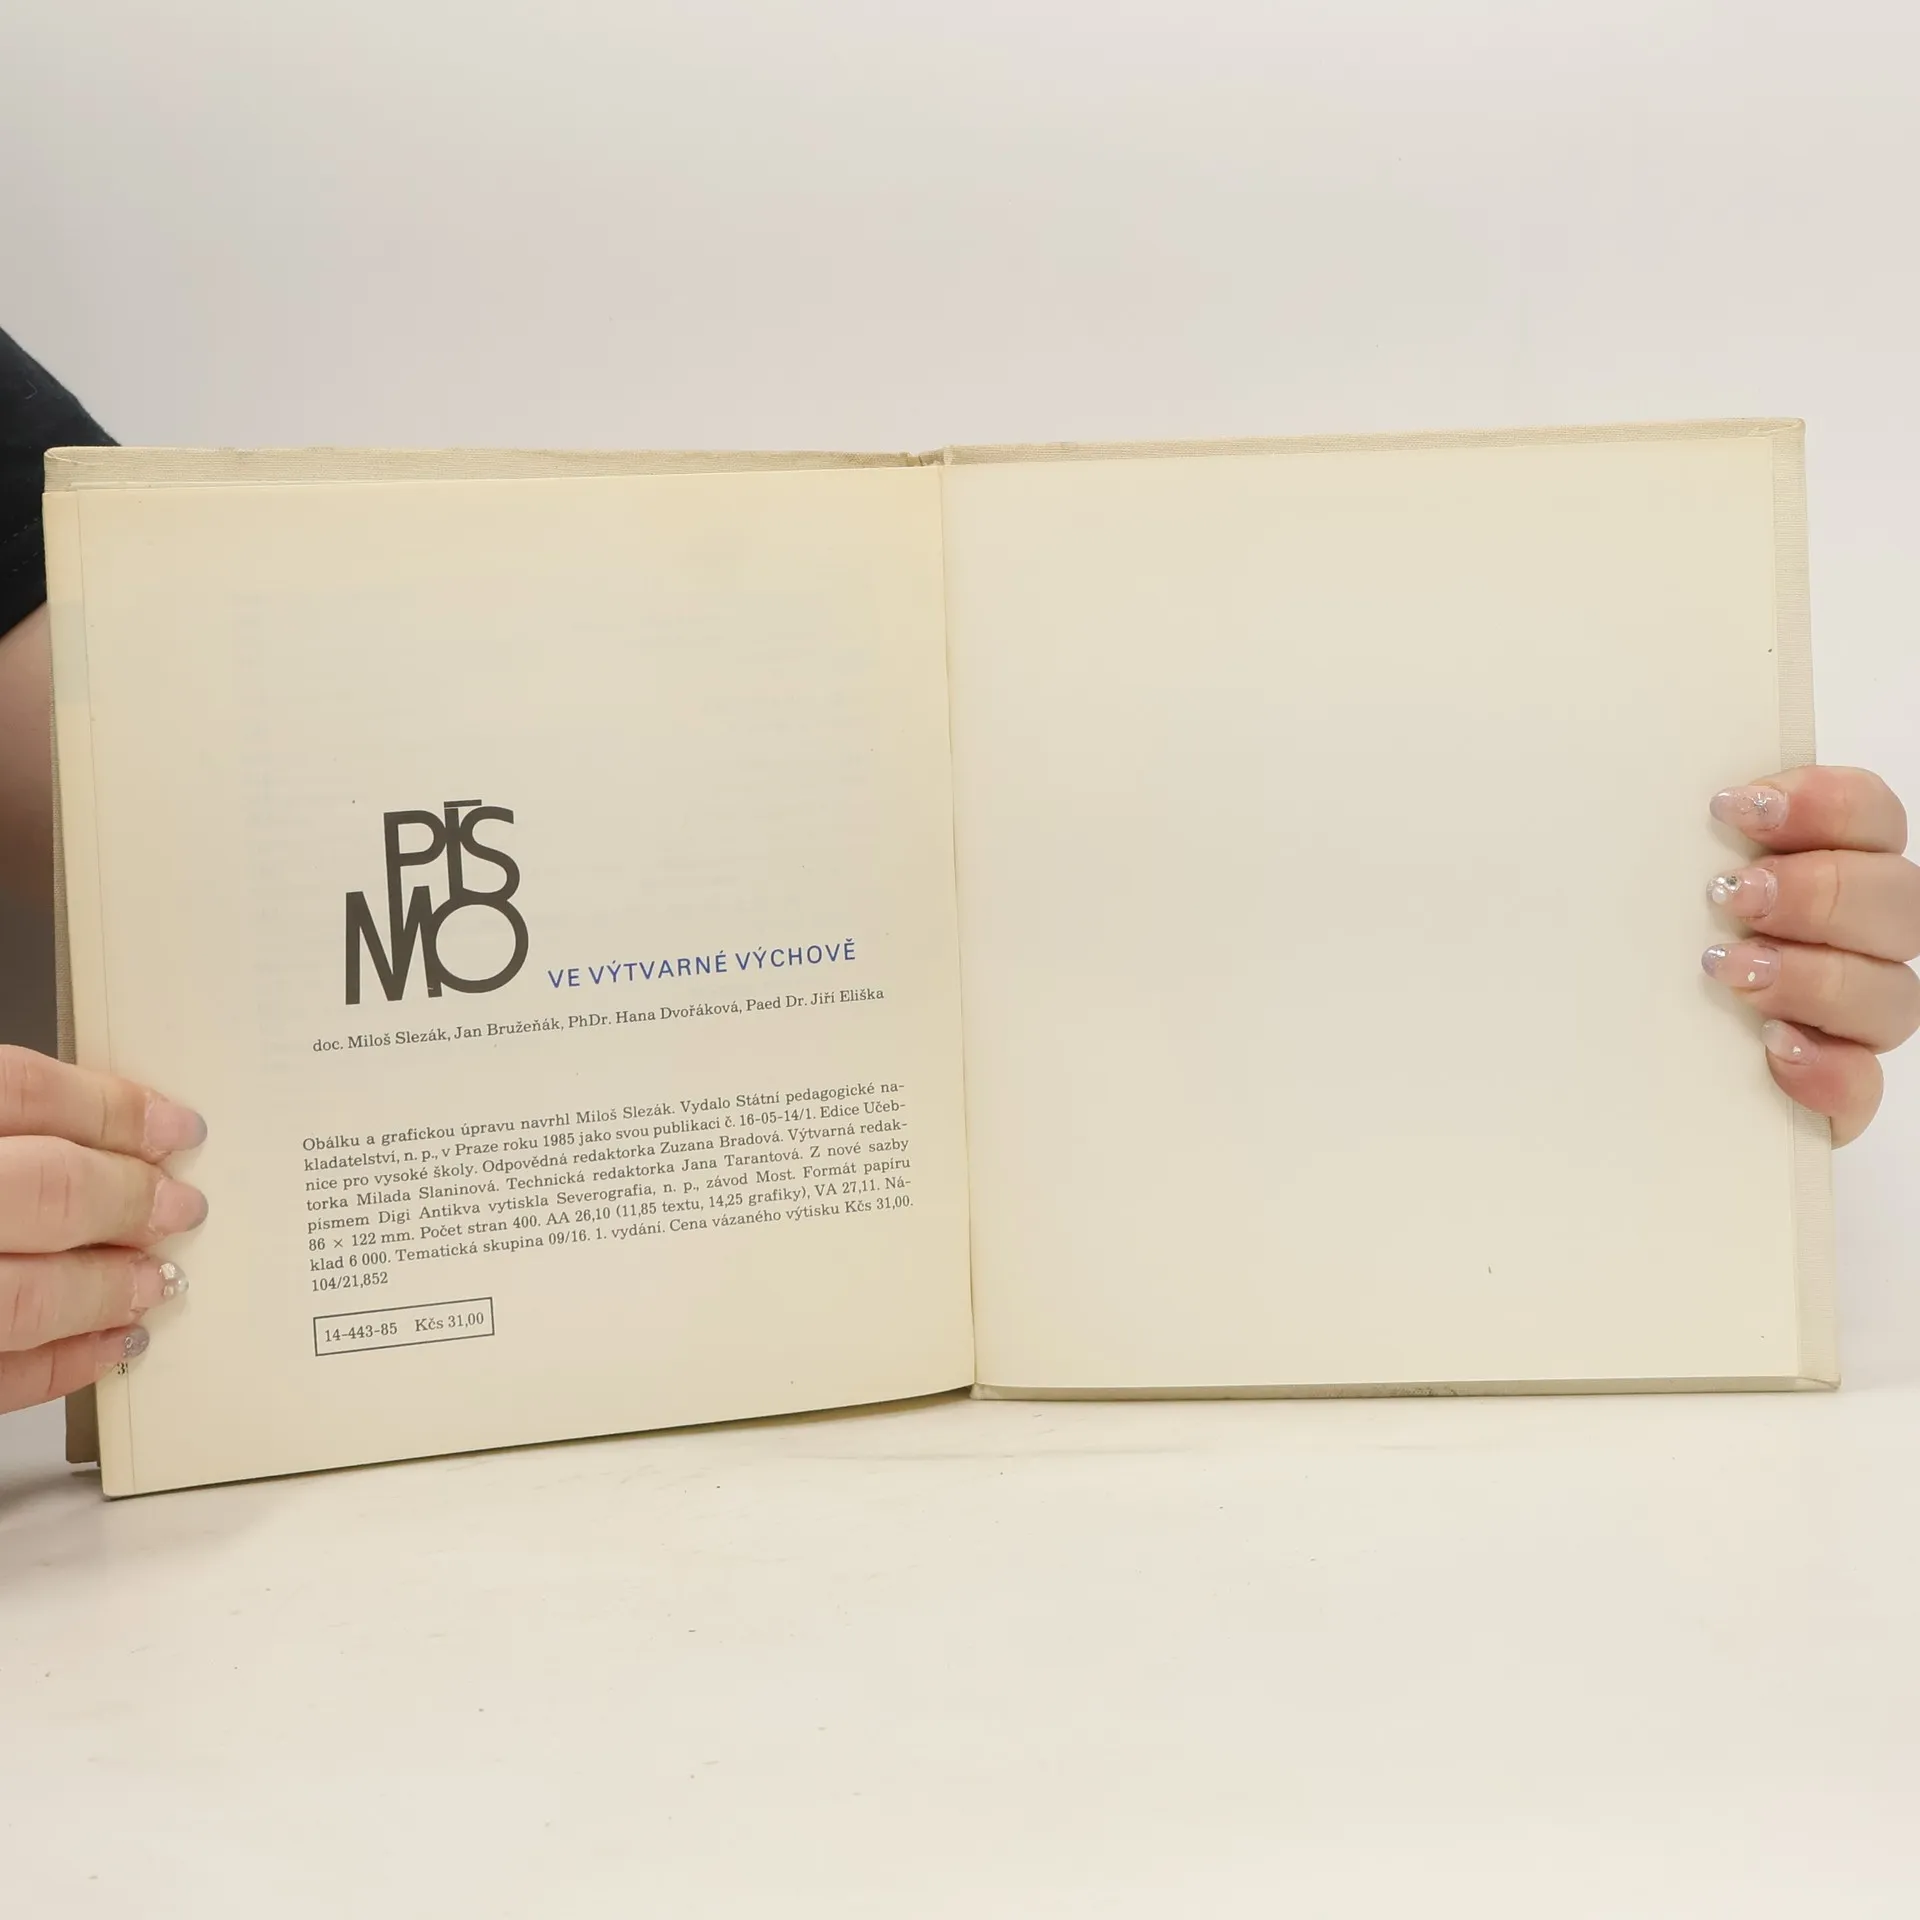 PÍS
MO VE VÝTVARNÉ VÝCHOVĚ
doc. Miloš Slezák, Jan Bružeňák, PhDr. Hana Dvořáková, Paed Dr. Jiří Eliška
Obálku a grafickou úpravu navrhl Miloš Slezák. Vydalo Státní pedagogické na-
kladatelství, n. p., v Praze roku 1985 jako svou publikaci č. 16-05-14/1. Edice Učeb-
nice pro vysoké školy. Odpovědná redaktorka Zuzana Bradová. Výtvarná redak-
torka Milada Slaninová. Technická redaktorka Jana Tarantová. Z nové sazby
písmem Digi Antikva vytiskla Severografia, n. p., závod Most. Formát papíru
86 × 122 mm. Počet stran 400. AA 26,10 (11,85 textu, 14,25 grafiky), VA 27,11. Ná-
klad 6 000. Tematická skupina 09/16. 1. vydání. Cena vázaného výtisku Kčs 31,00.
104/21,852
14-443-85 Kčs 31,00